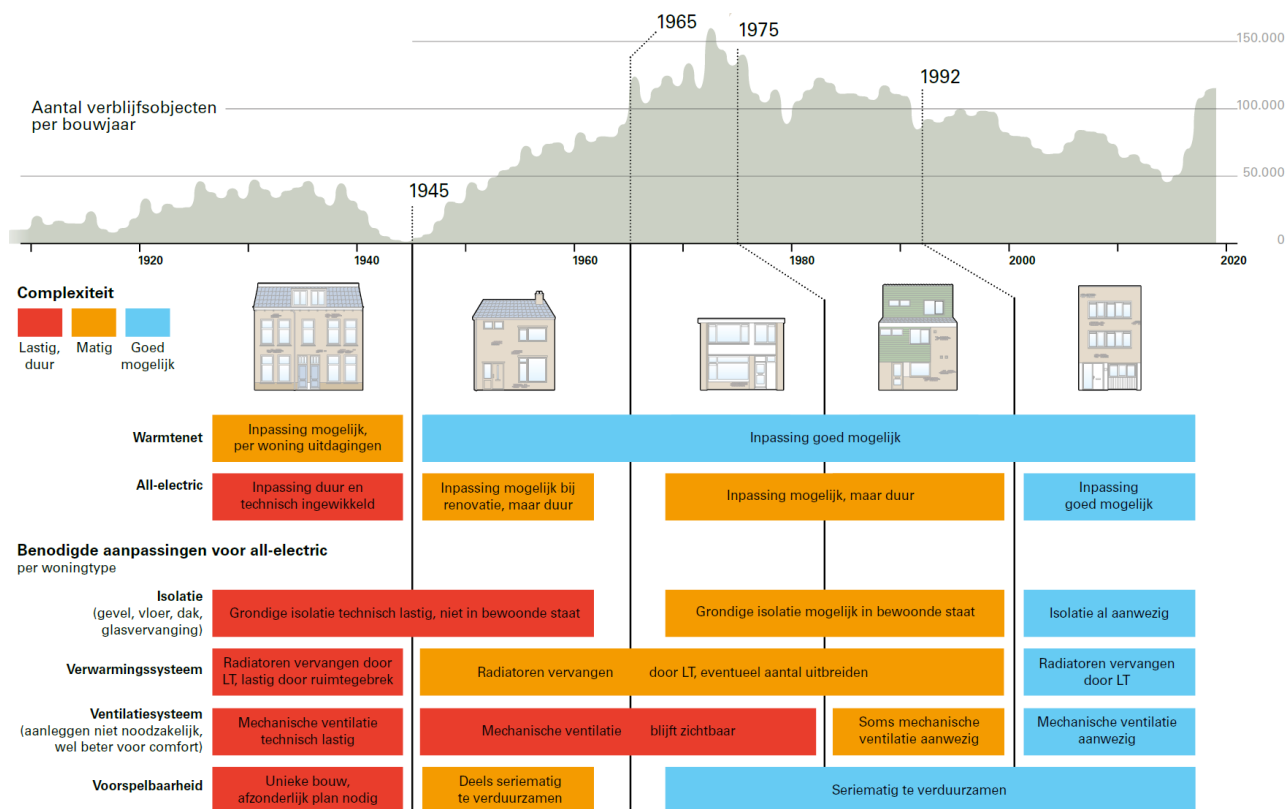 1965
1975
150.000
1992
Aantal verblijfsobjecten
per bouwjaar
100.000
50.000
1945
0
1920
1940
1960
1980
2000
2020
Complexiteit
Lastig,
duur
Matig
Goed
mogelijk
Warmtenet
Inpassing mogelijk,
per woning uitdagingen
Inpassing goed mogelijk
All-electric
Inpassing duur en
technisch ingewikkeld
Inpassing mogelijk bij
renovatie, maar duur
Inpassing mogelijk, maar duur
Inpassing
goed mogelijk
Benodigde aanpassingen voor all-electric
per woningtype
Isolatie
(gevel, vloer, dak,
glasvervanging)
Grondige isolatie technisch lastig, niet in bewoonde staat
Grondige isolatie mogelijk in bewoonde staat
Isolatie al aanwezig
Verwarmingssysteem
Radiatoren vervangen door
LT, lastig door ruimtegebrek
Radiatoren vervangen door LT, eventueel aantal uitbreiden
Radiatoren vervangen
door LT
Ventilatiesysteem
(aanleggen niet noodzakelijk,
wel beter voor comfort)
Mechanische ventilatie
technisch lastig
Mechanische ventilatie blijft zichtbaar
Soms mechanische
ventilatie aanwezig
Mechanische ventilatie
aanwezig
Voorspelbaarheid
Unieke bouw,
afzonderlijk plan nodig
Deels seriematig
te verduurzamen
Seriematig te verduurzamen